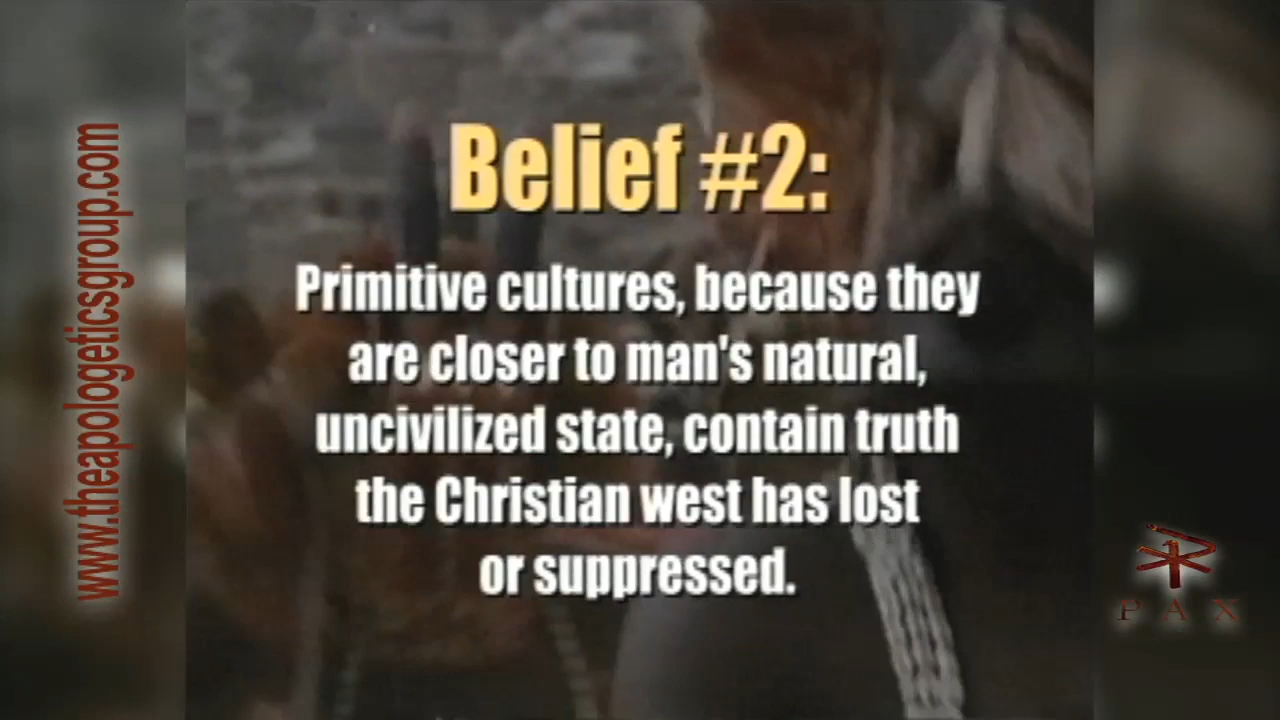 Belief #2:
Primitive cultures, because they
are closer to man's natural,
uncivilized state, contain truth
the Christian west has lost
or suppressed.
www.theapologeticsgroup.com
PAX